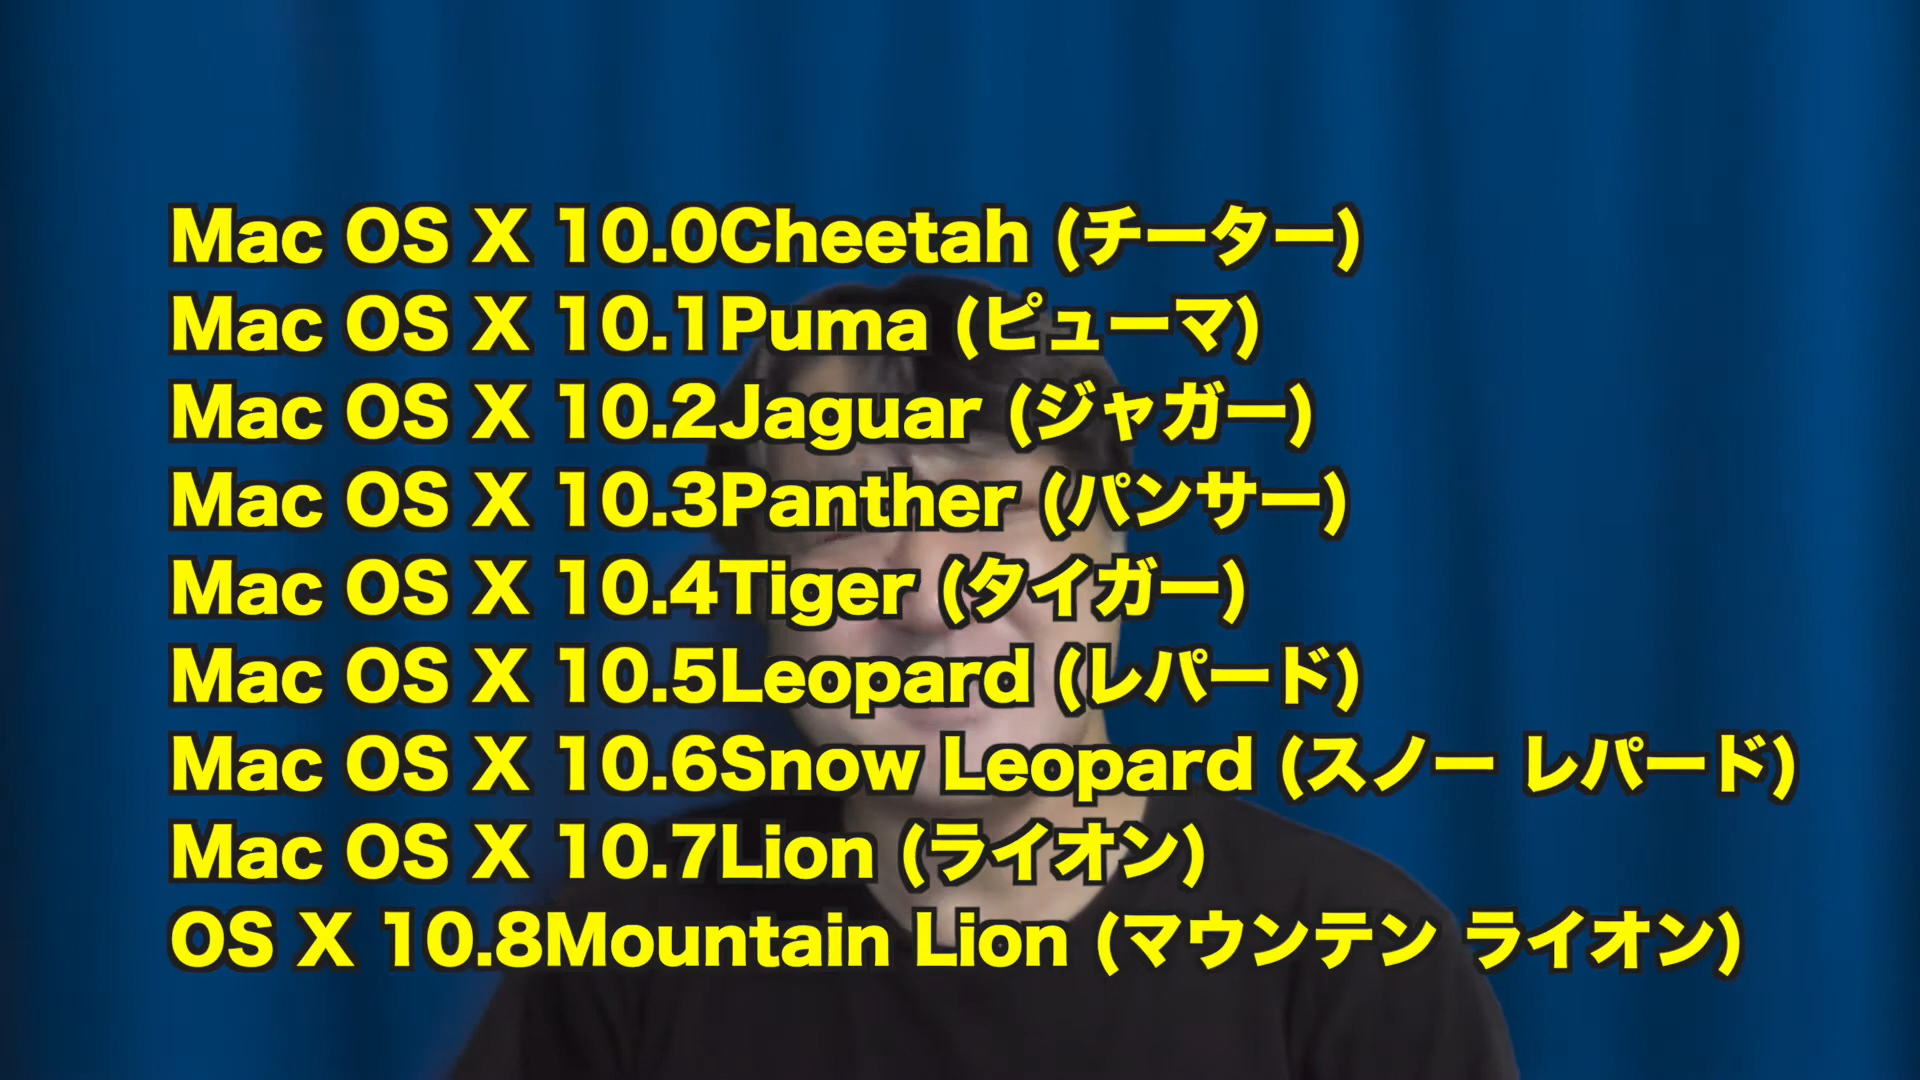 Mac OS X 10.0Cheetah (チーター)
Mac OS X 10.1Puma (ピューマ)
Mac OS X 10.2Jaguar (ジャガー)
Mac OS X 10.3Panther (パンサー)
Mac OS X 10.4Tiger (タイガー)
Mac OS X 10.5Leopard (レパード)
Mac OS X 10.6Snow Leopard (スノー レパード)
Mac OS X 10.7Lion (ライオン)
OS X 10.8Mountain Lion (マウンテン ライオン)